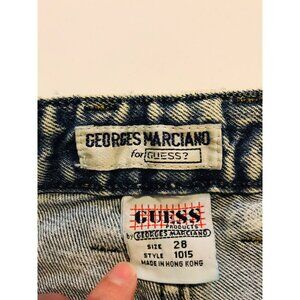 GEORGES MARCIANO
for GUESS?
GUESS
PRODUCTS
by GEORGES MARCIANO
SIZE 28
STYLE 1015
MADE IN HONG KONG